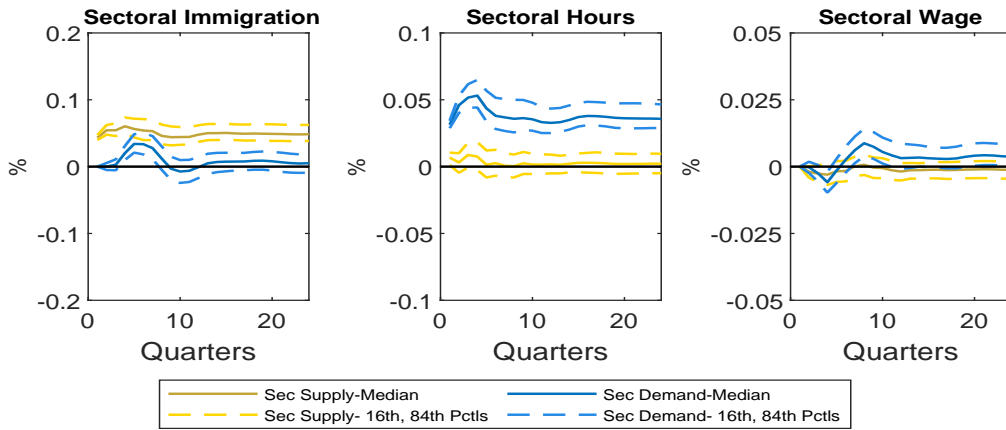 Sectoral Immigration
0.2
0.1
0
-0.1
-0.2
%
0 10 20
Quarters
Sectoral Hours
0.1
0.05
0
-0.05
-0.1
%
0 10 20
Quarters
Sectoral Wage
0.05
0.025
0
-0.025
-0.05
%
0 10 20
Quarters
Sec Supply-Median
Sec Supply- 16th, 84th Pctls
Sec Demand-Median
Sec Demand- 16th, 84th Pctls